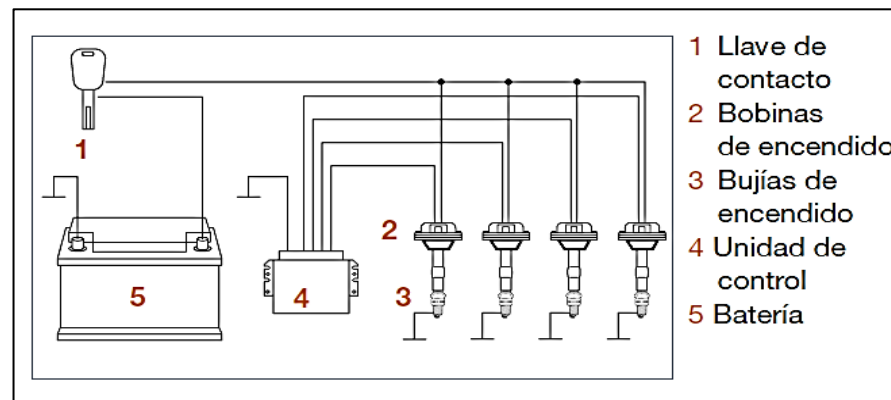 1 Llave de
contacto
2 Bobinas
de encendido
3 Bujías de
encendido
4 Unidad de
control
5 Batería
1
2
3
4
5